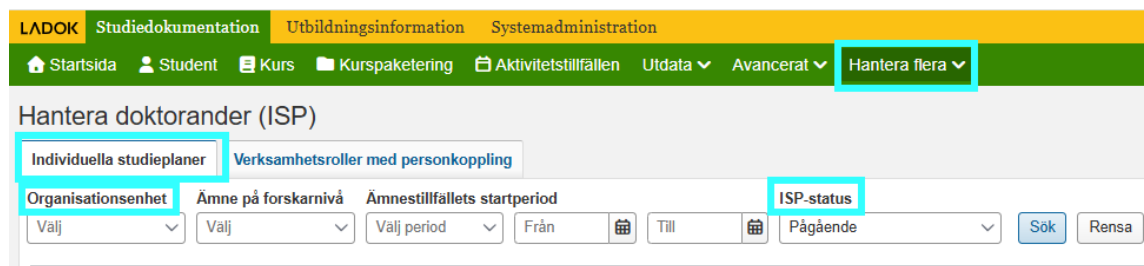 LADOK Studiedokumentation Utbildningsinformation Systemadministration
Startsida Student Kurs Kurspaketering Aktivitetstillfällen Utdata Avancerat Hantera flera
Hantera doktorander (ISP)
Individuella studieplaner Verksamhetsroller med personkoppling
Organisationsenhet Ämne på forskarnivå Ämnestillfällets startperiod ISP-status
Välj Välj Välj period Från Till Pågående Sök Rensa